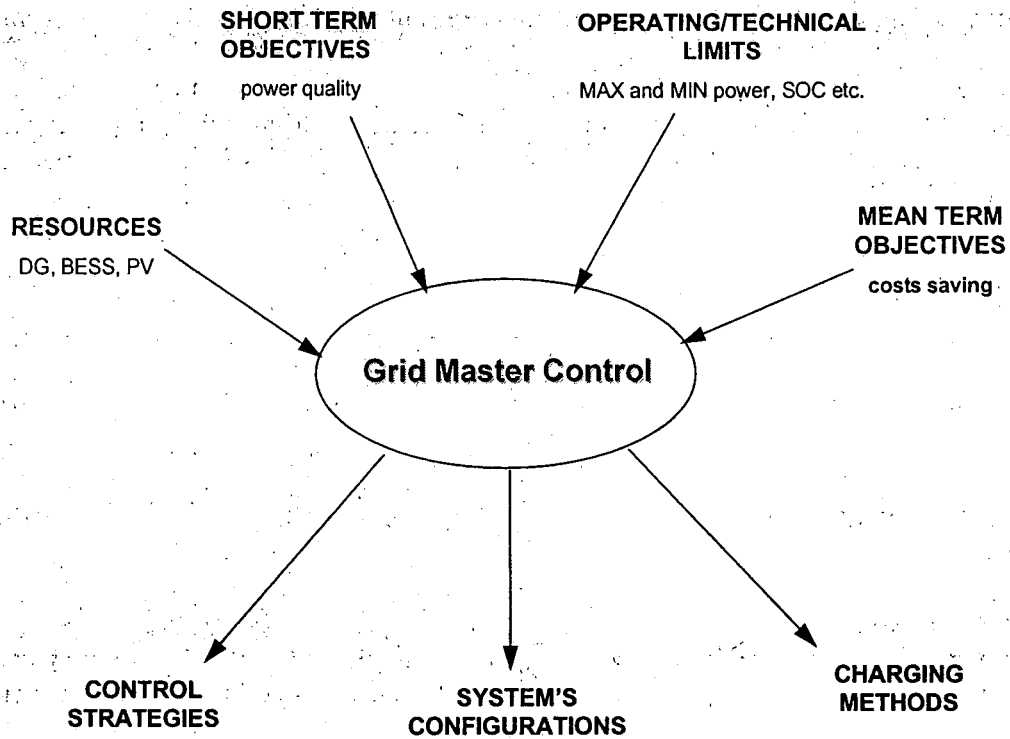 SHORT TERM
OBJECTIVES
power quality
OPERATING/TECHNICAL
LIMITS
MAX and MIN power, SOC etc.
RESOURCES
DG, BESS, PV
MEAN TERM
OBJECTIVES
costs saving
Grid Master Control
CONTROL
STRATEGIES
SYSTEM'S
CONFIGURATIONS
CHARGING
METHODS